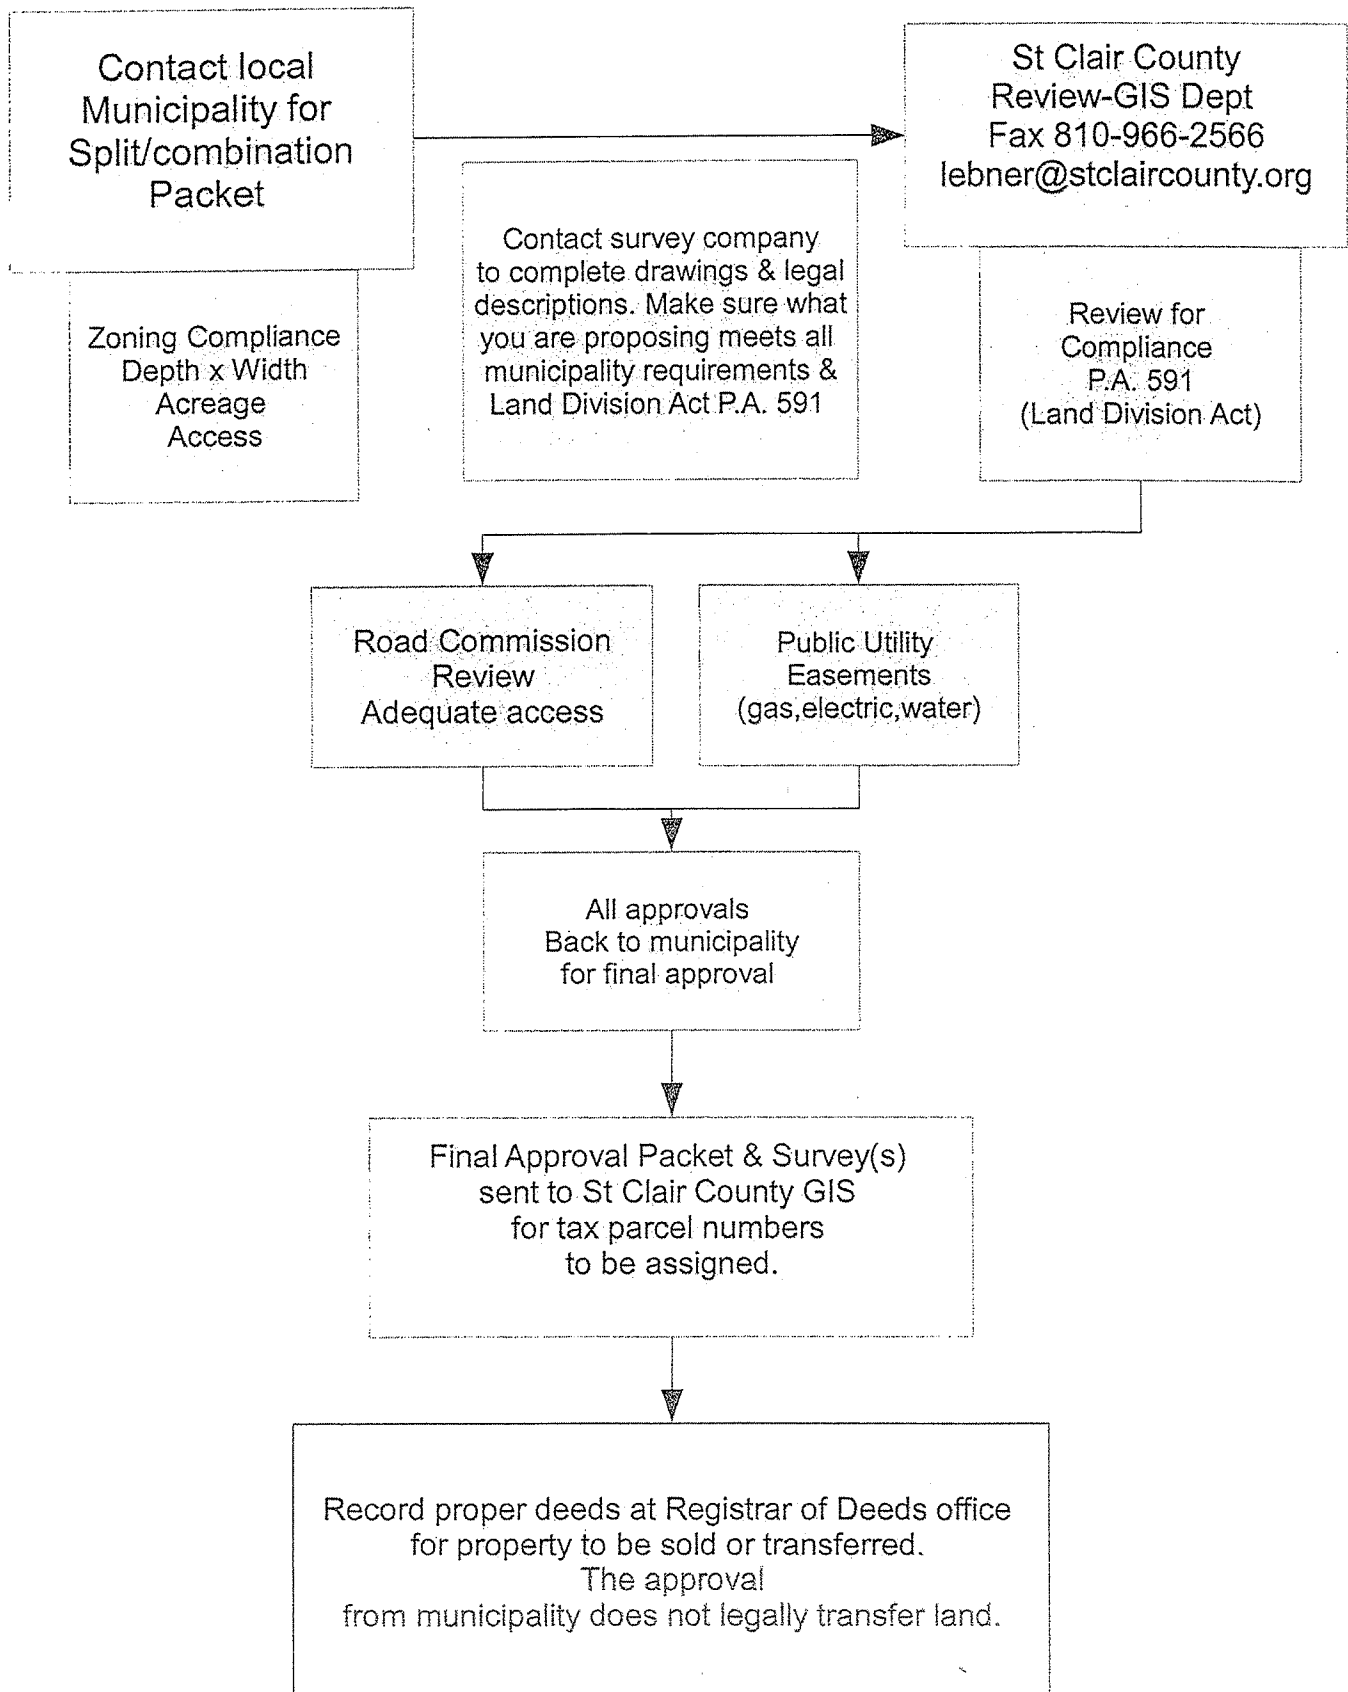 Contact local
Municipality for
Split/combination
Packet
St Clair County
Review-GIS Dept
Fax 810-966-2566
lebner@stclaircounty.org
Zoning Compliance
Depth x Width
Acreage
Access
Contact survey company
to complete drawings & legal
descriptions. Make sure what
you are proposing meets all
municipality requirements &
Land Division Act P.A. 591
Review for
Compliance
P.A. 591
(Land Division Act)
Road Commission
Review
Adequate access
Public Utility
Easements
(gas,electric,water)
All approvals
Back to municipality
for final approval
Final Approval Packet & Survey(s)
sent to St Clair County GIS
for tax parcel numbers
to be assigned.
Record proper deeds at Registrar of Deeds office
for property to be sold or transferred.
The approval
from municipality does not legally transfer land.